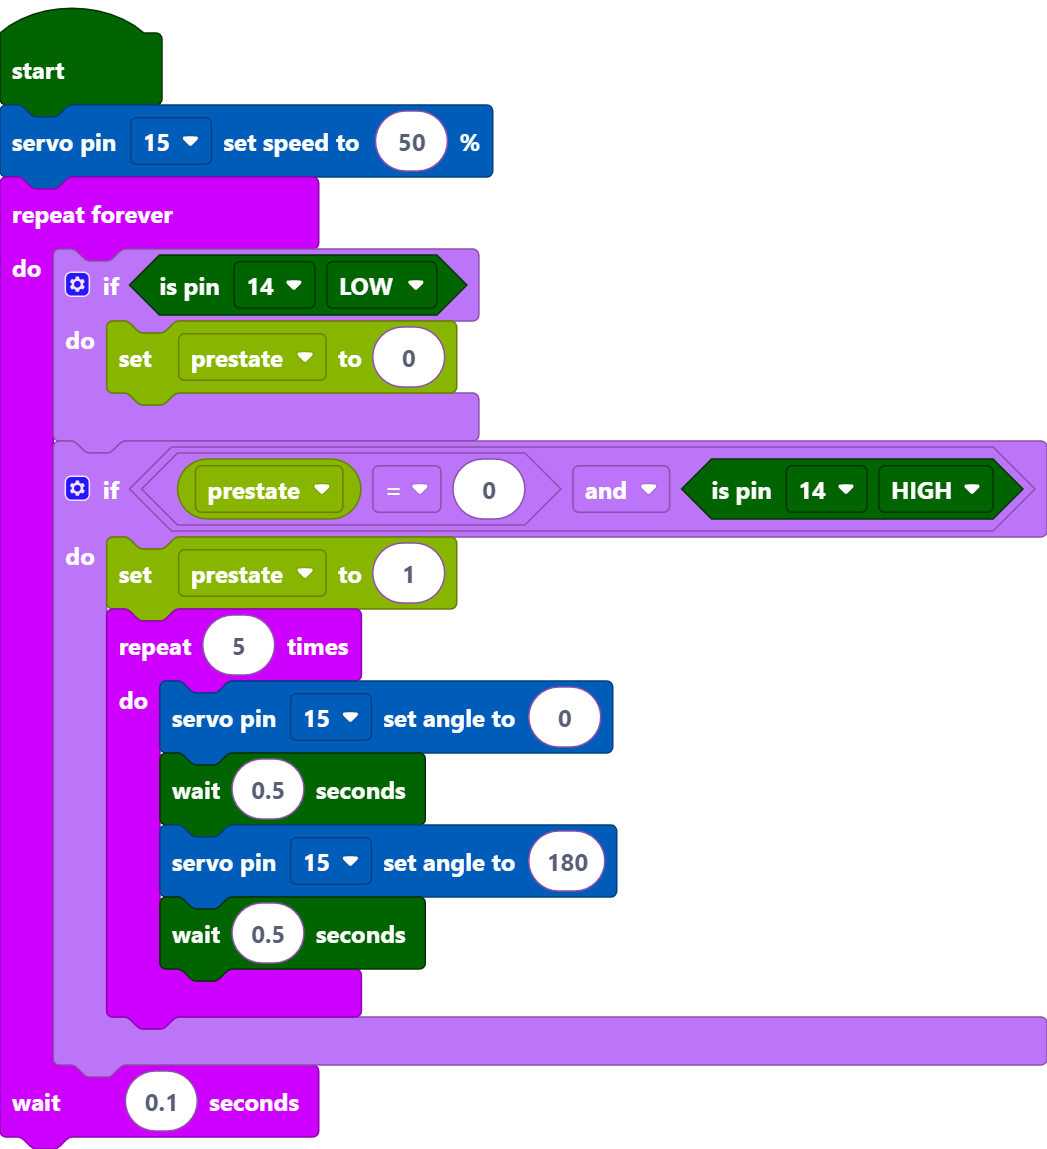 start
servo pin 15 set speed to 50 %
repeat forever
do if is pin 14 LOW
do set prestate to 0
if prestate = 0 and is pin 14 HIGH
do set prestate to 1
repeat 5 times
do servo pin 15 set angle to 0
wait 0.5 seconds
servo pin 15 set angle to 180
wait 0.5 seconds
wait 0.1 seconds